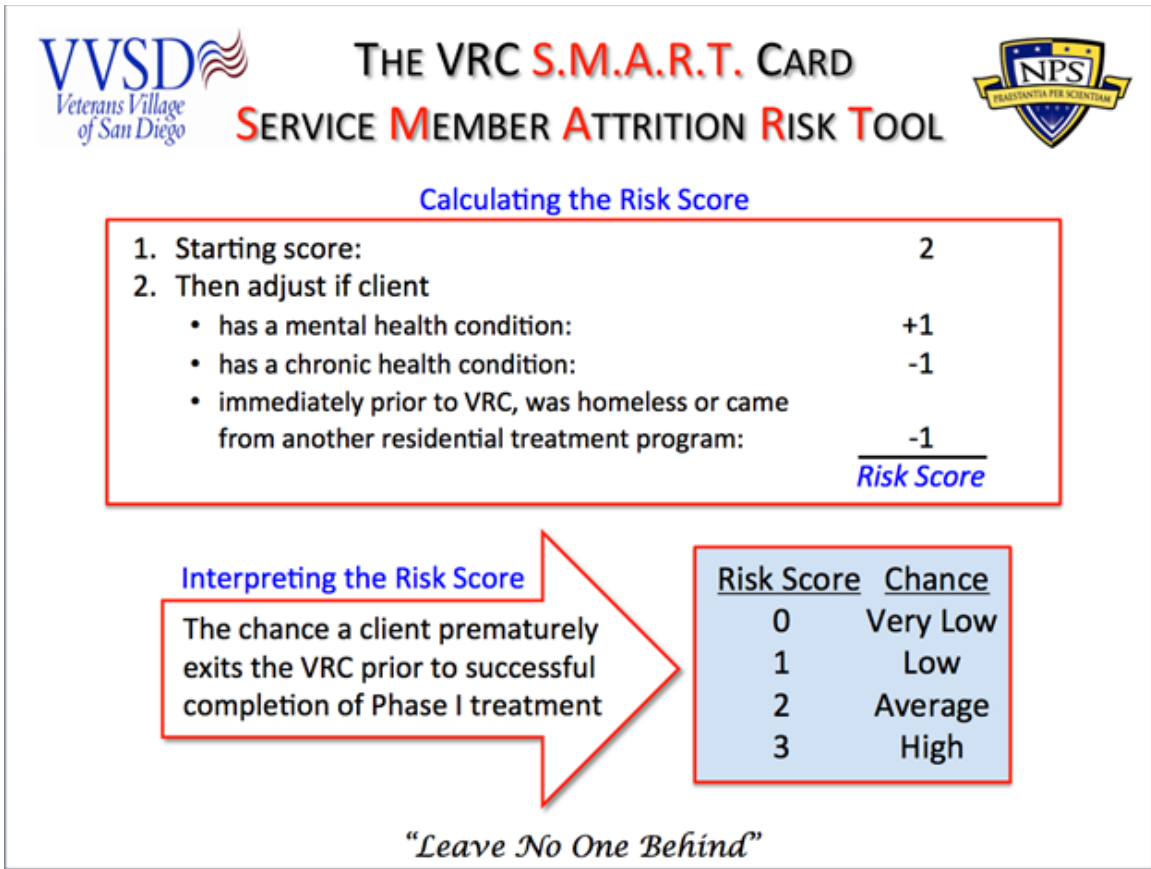 VVSD
Veterans Village
of San Diego
THE VRC S.M.A.R.T. CARD
SERVICE MEMBER ATTRITION RISK TOOL
NPS
PRAESTANTIA PER SCIENTIAM
Calculating the Risk Score
1. Starting score: 2
2. Then adjust if client
• has a mental health condition: +1
• has a chronic health condition: -1
• immediately prior to VRC, was homeless or came
from another residential treatment program: -1
Risk Score
Interpreting the Risk Score
The chance a client prematurely
exits the VRC prior to successful
completion of Phase I treatment
Risk Score Chance
0 Very Low
1 Low
2 Average
3 High
“Leave No One Behind”